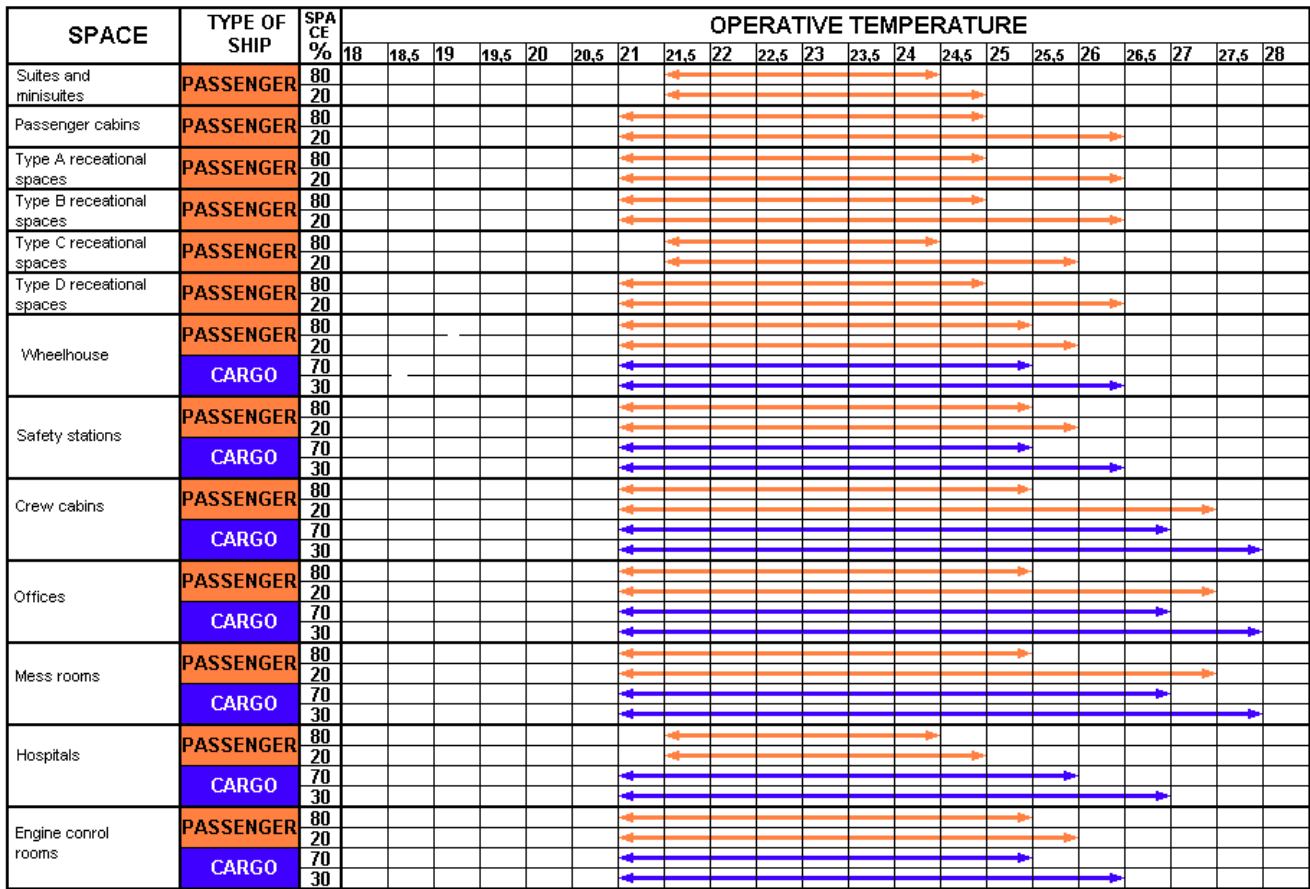 SPACE
TYPE OF
SHIP
SPA
CE
%
OPERATIVE TEMPERATURE
18 18,5 19 19,5 20 20,5 21 21,5 22 22,5 23 23,5 24 24,5 25 25,5 26 26,5 27 27,5 28
Suites and
minisuites
PASSENGER
80
20
Passenger cabins
PASSENGER
80
20
Type A receational
spaces
PASSENGER
80
20
Type B receational
spaces
PASSENGER
80
20
Type C receational
spaces
PASSENGER
80
20
Type D receational
spaces
PASSENGER
80
20
Wheelhouse
PASSENGER
80
20
CARGO
70
30
Safety stations
PASSENGER
80
20
CARGO
70
30
Crew cabins
PASSENGER
80
20
CARGO
70
30
Offices
PASSENGER
80
20
CARGO
70
30
Mess rooms
PASSENGER
80
20
CARGO
70
30
Hospitals
PASSENGER
80
20
CARGO
70
30
Engine conrol
rooms
PASSENGER
80
20
CARGO
70
30